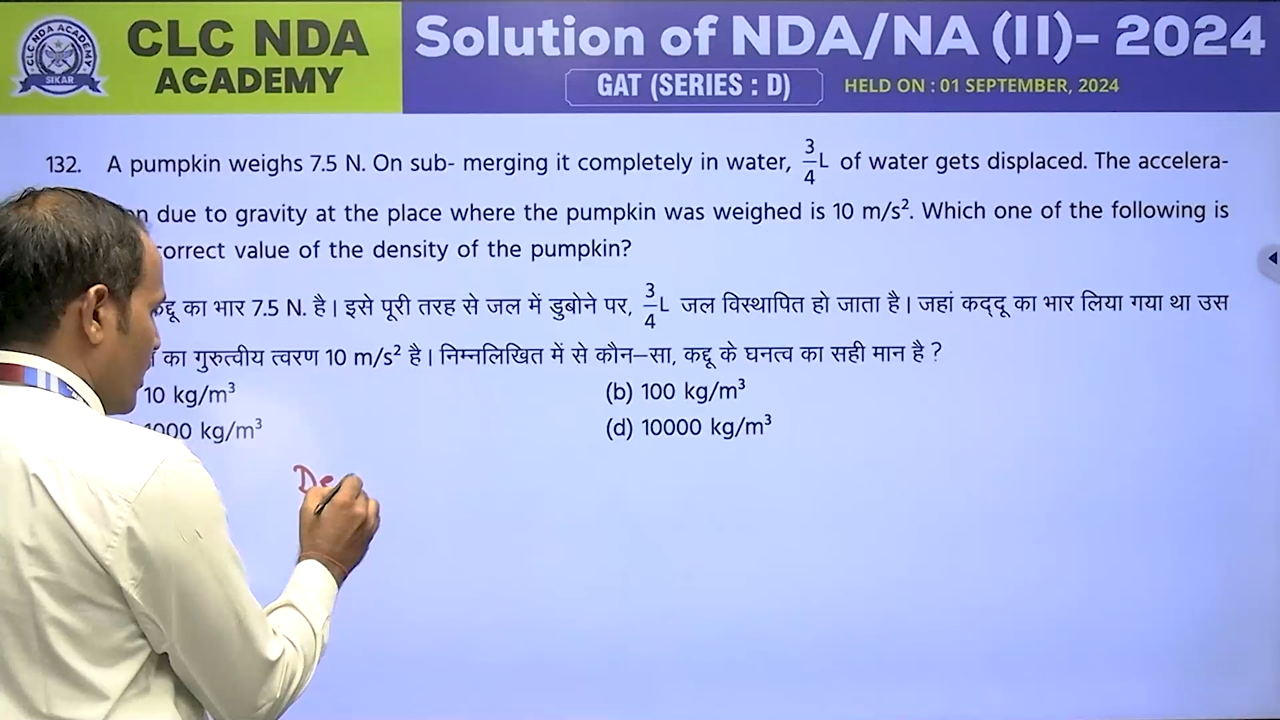 CLC NDA ACADEMY
SIKAR
CLC NDA
ACADEMY
Solution of NDA/NA (II)- 2024
GAT (SERIES : D)
HELD ON : 01 SEPTEMBER, 2024
132. A pumpkin weighs 7.5 N. On sub- merging it completely in water, 3/4 L of water gets displaced. The accelera-
due to gravity at the place where the pumpkin was weighed is 10 m/s². Which one of the following is
correct value of the density of the pumpkin?
का भार 7.5 N. है। इसे पूरी तरह से जल में डुबोने पर, 3/4 L जल विस्थापित हो जाता है। जहां कद्दू का भार लिया गया था उस
का गुरुत्वीय त्वरण 10 m/s² है। निम्नलिखित में से कौन–सा, कद्दू के घनत्व का सही मान है ?
10 kg/m³ (b) 100 kg/m³
1000 kg/m³ (d) 10000 kg/m³
De